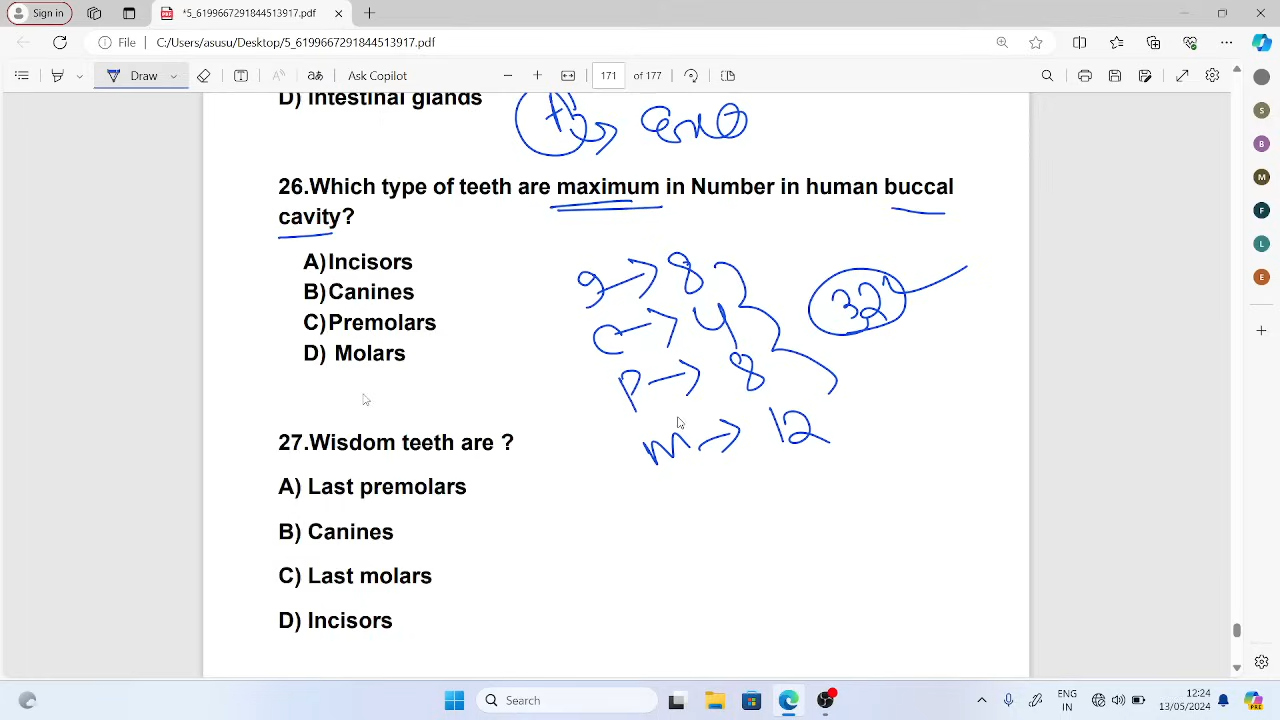 Sign in
*5_6199667291844513917.pdf
File C:/Users/asusu/Desktop/5_6199667291844513917.pdf
Draw
Ask Copilot
171 of 177
D) Intestinal glands
26.Which type of teeth are maximum in Number in human buccal
cavity?
A)Incisors
B)Canines
C)Premolars
D) Molars
I → 8
C → 4
P → 8
M → 12
32
27.Wisdom teeth are ?
A) Last premolars
B) Canines
C) Last molars
D) Incisors
S
B
M
F
L
E
Search
ENG
IN
12:24
13/05/2024